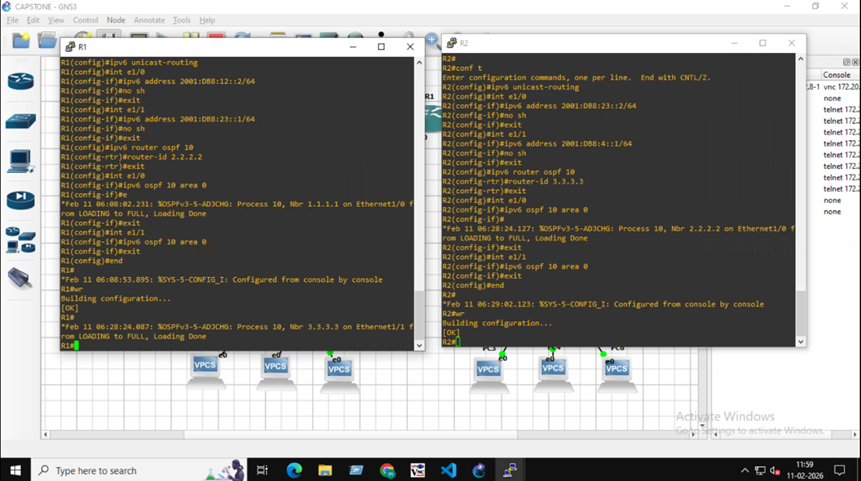 CAPSTONE - GNS3
File Edit View Control Node Annotate Tools Help
R1
R1(config)#ipv6 unicast-routing
R1(config)#int e1/0
R1(config-if)#ipv6 address 2001:DB8:12::2/64
R1(config-if)#no sh
R1(config-if)#exit
R1(config)#int e1/1
R1(config-if)#ipv6 address 2001:DB8:23::1/64
R1(config-if)#no sh
R1(config-if)#exit
R1(config)#ipv6 router ospf 10
R1(config-rtr)#router-id 2.2.2.2
R1(config-rtr)#exit
R1(config)#int e1/0
R1(config-if)#ipv6 ospf 10 area 0
R1(config-if)#e
*Feb 11 06:08:02.231: %OSPFv3-5-ADJCHG: Process 10, Nbr 1.1.1.1 on Ethernet1/0 f
rom LOADING to FULL, Loading Done
R1(config-if)#exit
R1(config)#int e1/1
R1(config-if)#ipv6 ospf 10 area 0
R1(config-if)#exit
R1(config)#end
R1#
*Feb 11 06:08:53.895: %SYS-5-CONFIG_I: Configured from console by console
R1#wr
Building configuration...
[OK]
R1#
*Feb 11 06:28:24.087: %OSPFv3-5-ADJCHG: Process 10, Nbr 3.3.3.3 on Ethernet1/1 f
rom LOADING to FULL, Loading Done
R1#
R1
R2
R2#
R2#conf t
Enter configuration commands, one per line. End with CNTL/Z.
R2(config)#ipv6 unicast-routing
R2(config)#int e1/0
R2(config-if)#ipv6 address 2001:DB8:23::2/64
R2(config-if)#no sh
R2(config-if)#exit
R2(config)#int e1/1
R2(config-if)#ipv6 address 2001:DB8:4::1/64
R2(config-if)#no sh
R2(config-if)#exit
R2(config)#ipv6 router ospf 10
R2(config-rtr)#router-id 3.3.3.3
R2(config-rtr)#exit
R2(config)#int e1/0
R2(config-if)#ipv6 ospf 10 area 0
R2(config-if)#
*Feb 11 06:28:24.127: %OSPFv3-5-ADJCHG: Process 10, Nbr 2.2.2.2 on Ethernet1/0 f
rom LOADING to FULL, Loading Done
R2(config-if)#exit
R2(config)#int e1/1
R2(config-if)#ipv6 ospf 10 area 0
R2(config-if)#exit
R2(config)#end
R2#
*Feb 11 06:29:02.123: %SYS-5-CONFIG_I: Configured from console by console
R2#wr
Building configuration...
[OK]
R2#
Console
2.8-1 vnc 172.20.
none
telnet 172.2
telnet 172.2
telnet 172.2
telnet 172.2
telnet 172.2
telnet 172.2
telnet 172.2
telnet 172.2
none
none
e0 e0 e0 e0 e0 e0
VPCS VPCS VPCS VPCS VPCS VPCS
Activate Windows
Go to Settings to activate Windows.
Type here to search
11:59
11-02-2026